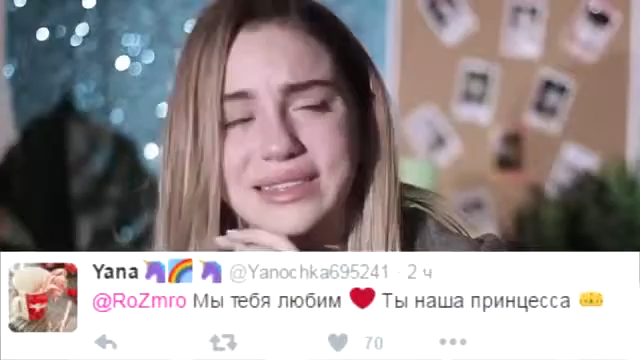 Yana🦄🌈🦄 @Yanochka695241 · 2 ч
@RoZmro Мы тебя любим ❤ Ты наша принцесса 👑
70